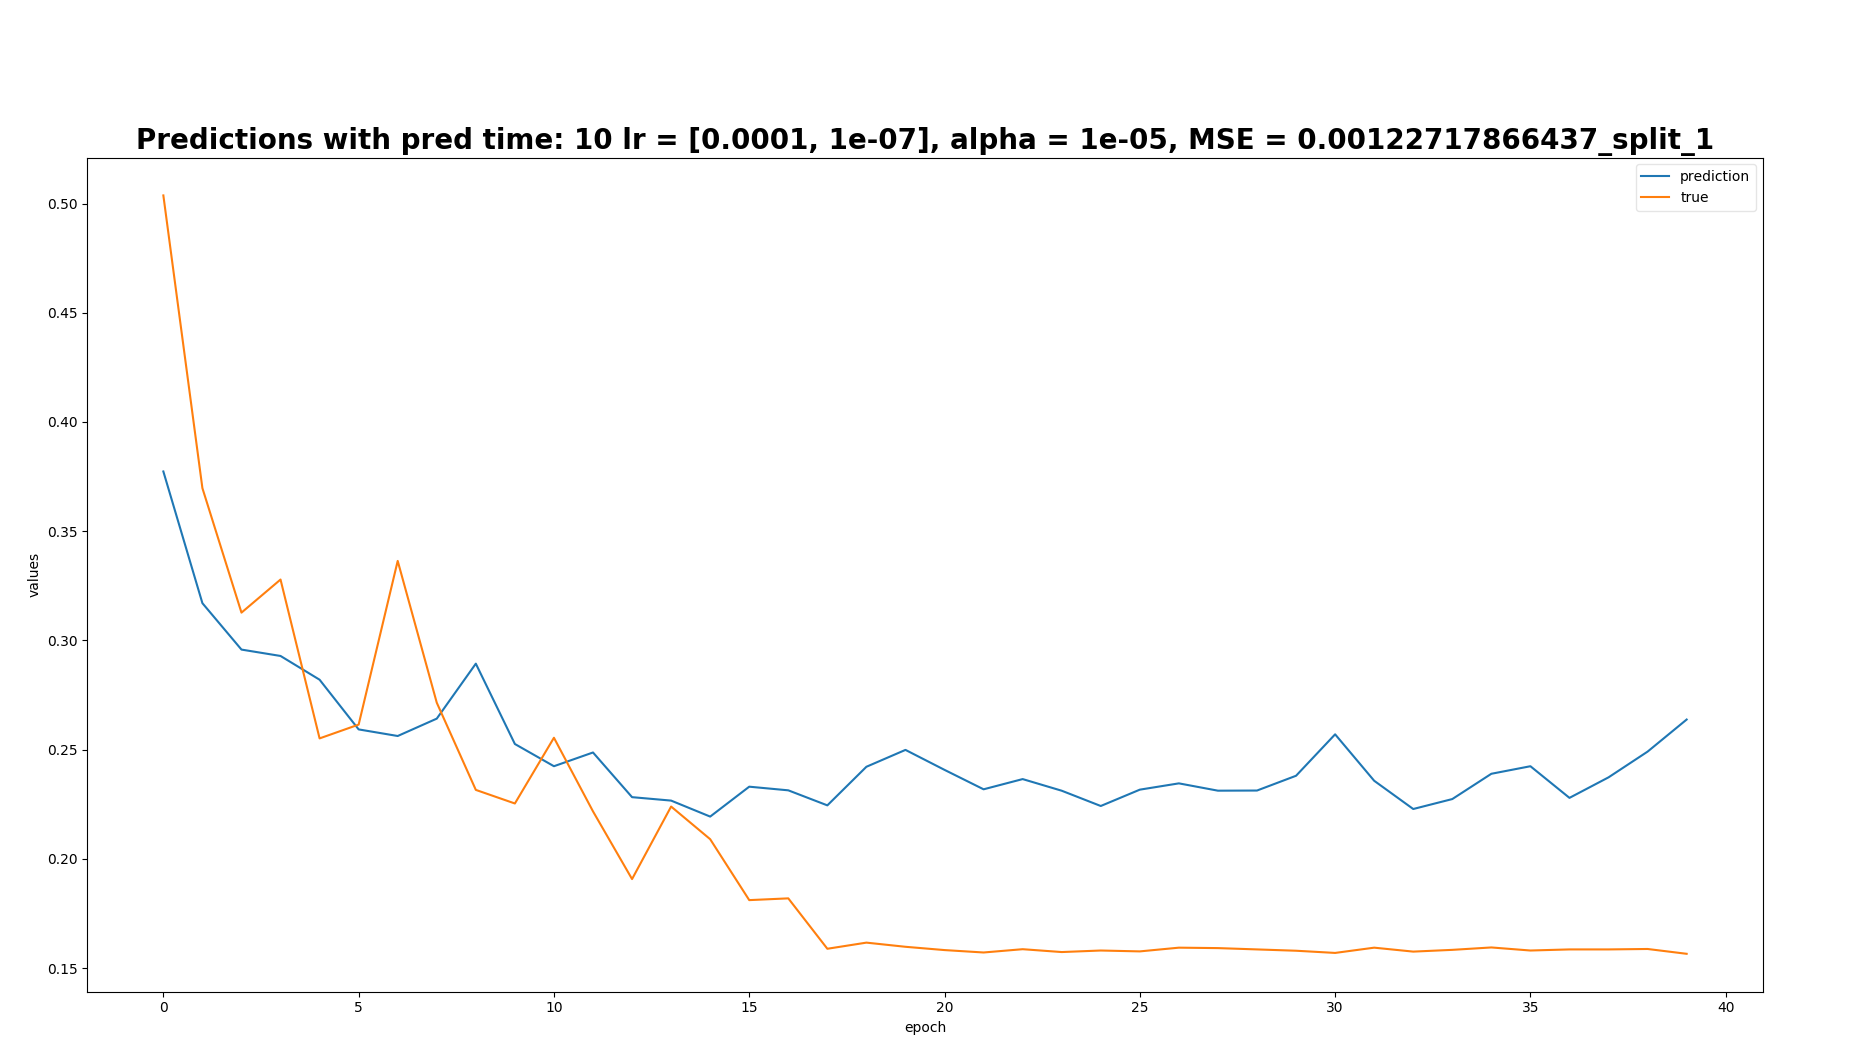 Predictions with pred time: 10 lr = [0.0001, 1e-07], alpha = 1e-05, MSE = 0.00122717866437_split_1
prediction
true
0.50
0.45
0.40
0.35
0.30
0.25
0.20
0.15
values
0 5 10 15 20 25 30 35 40
epoch